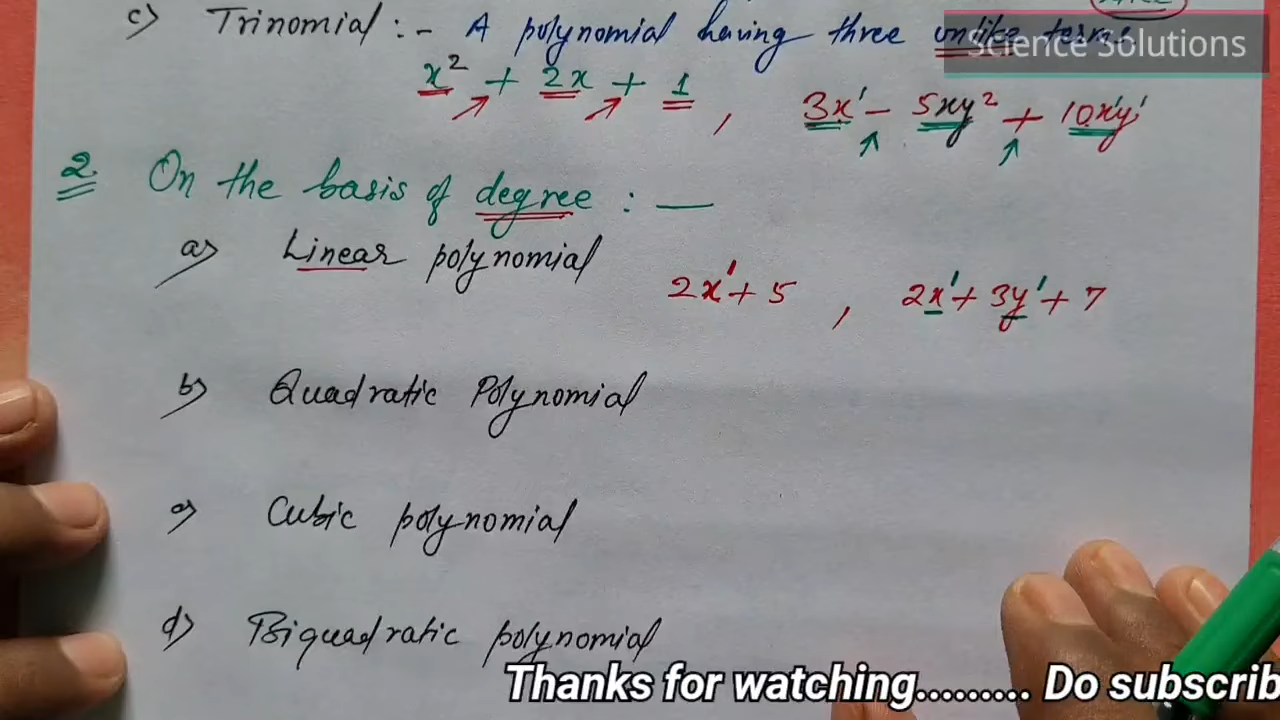 c) Trinomial :- A polynomial having three unlike terms
Science Solutions
x² + 2x + 1 , 3x¹ - 5xy² + 10x¹y¹
2. On the basis of degree : —
a) Linear polynomial 2x¹ + 5 , 2x¹ + 3y¹ + 7
b) Quadratic Polynomial
c) Cubic polynomial
d) Biquadratic polynomial
Thanks for watching......... Do subscrib